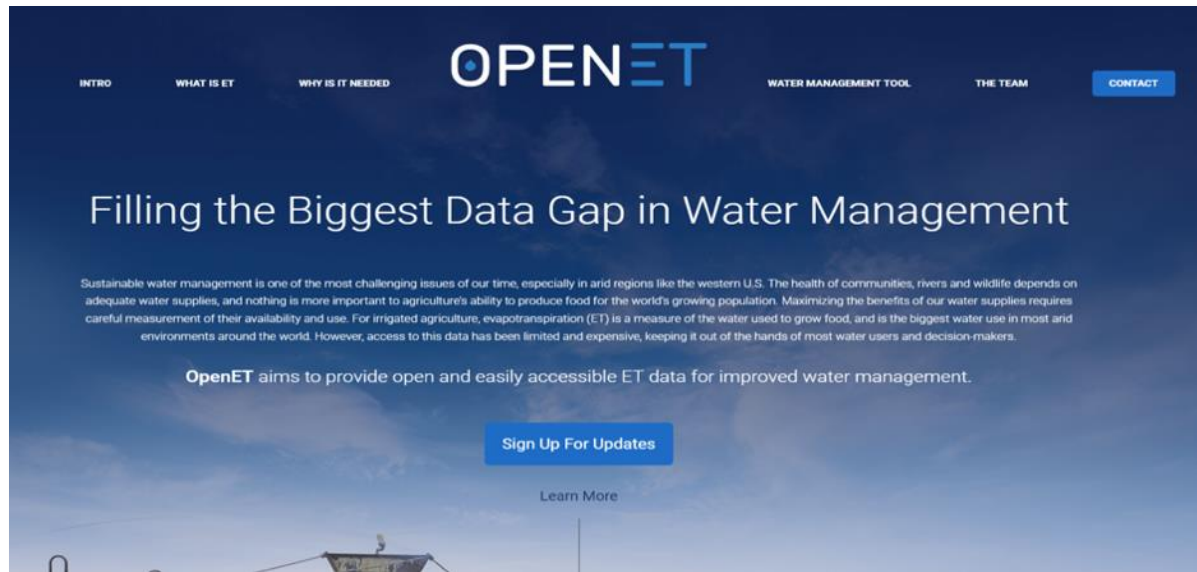 OPENET
INTRO
WHAT IS ET
WHY IS IT NEEDED
WATER MANAGEMENT TOOL
THE TEAM
CONTACT
Filling the Biggest Data Gap in Water Management
Sustainable water management is one of the most challenging issues of our time, especially in arid regions like the western U.S. The health of communities, rivers and wildlife depends on
adequate water supplies, and nothing is more important to agriculture's ability to produce food for the world's growing population. Maximizing the benefits of our water supplies requires
careful measurement of their availability and use. For irrigated agriculture, evapotranspiration (ET) is a measure of the water used to grow food, and is the biggest water use in most arid
environments around the world. However, access to this data has been limited and expensive, keeping it out of the hands of most water users and decision-makers.
OpenET aims to provide open and easily accessible ET data for improved water management.
Sign Up For Updates
Learn More